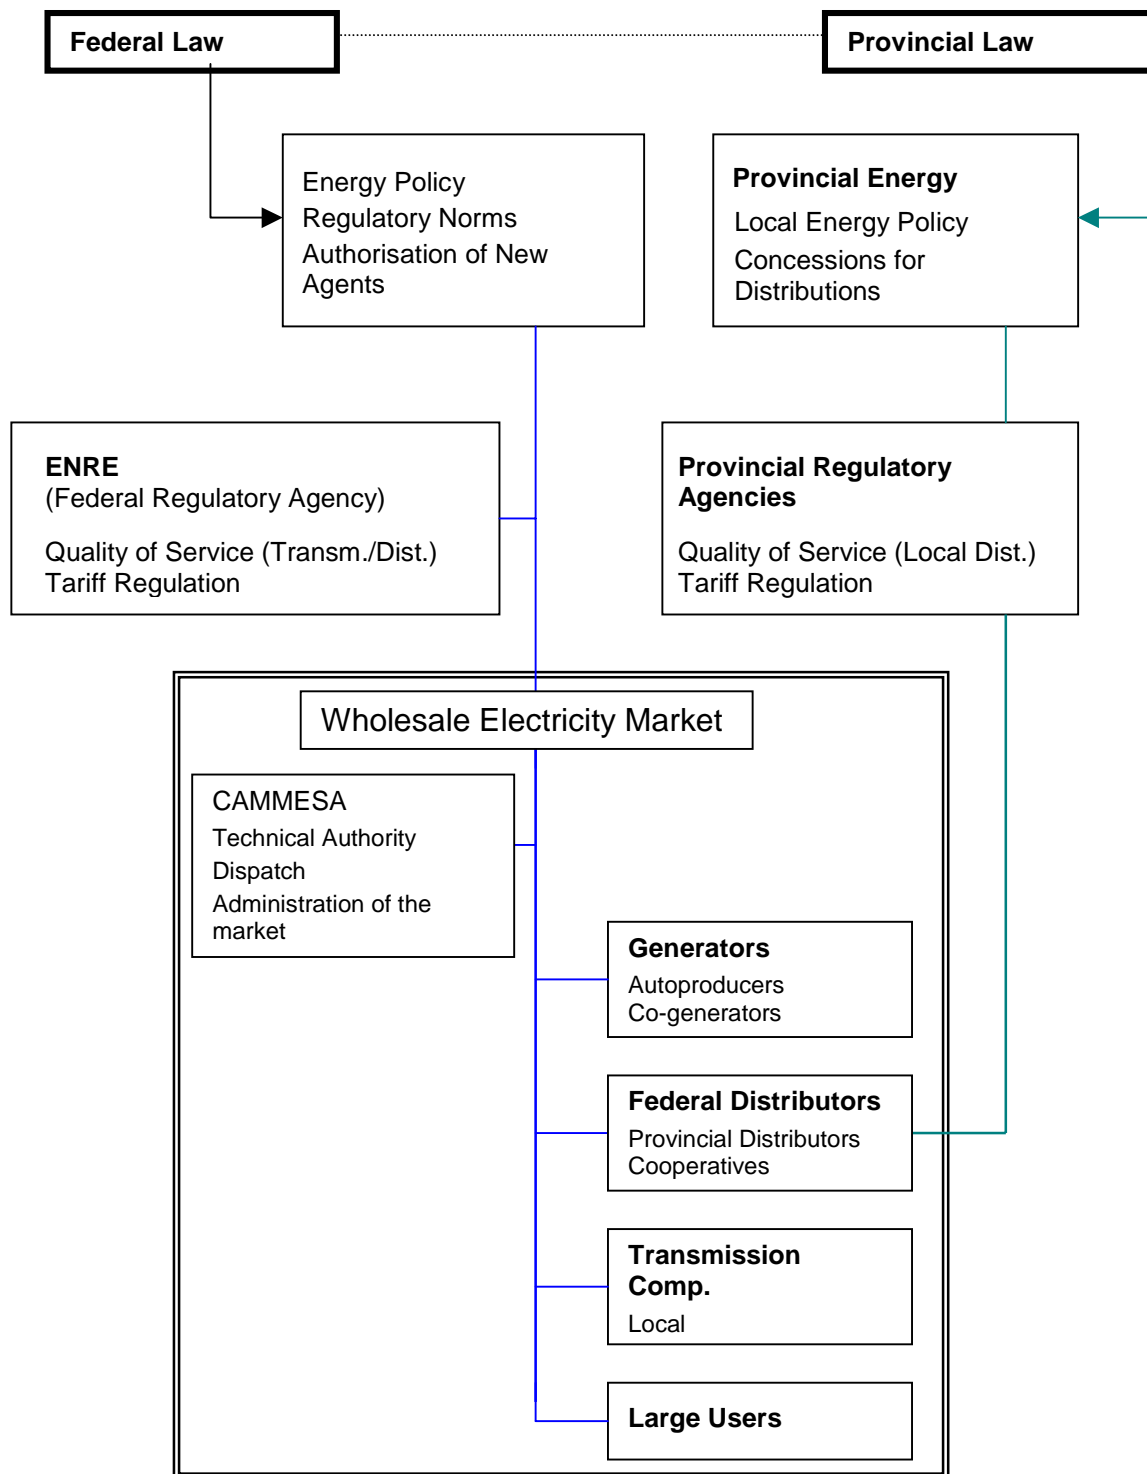 Federal Law
Provincial Law
Energy Policy
Regulatory Norms
Authorisation of New
Agents
Provincial Energy
Local Energy Policy
Concessions for
Distributions
ENRE
(Federal Regulatory Agency)
Quality of Service (Transm./Dist.)
Tariff Regulation
Provincial Regulatory
Agencies
Quality of Service (Local Dist.)
Tariff Regulation
Wholesale Electricity Market
CAMMESA
Technical Authority
Dispatch
Administration of the
market
Generators
Autoproducers
Co-generators
Federal Distributors
Provincial Distributors
Cooperatives
Transmission
Comp.
Local
Large Users